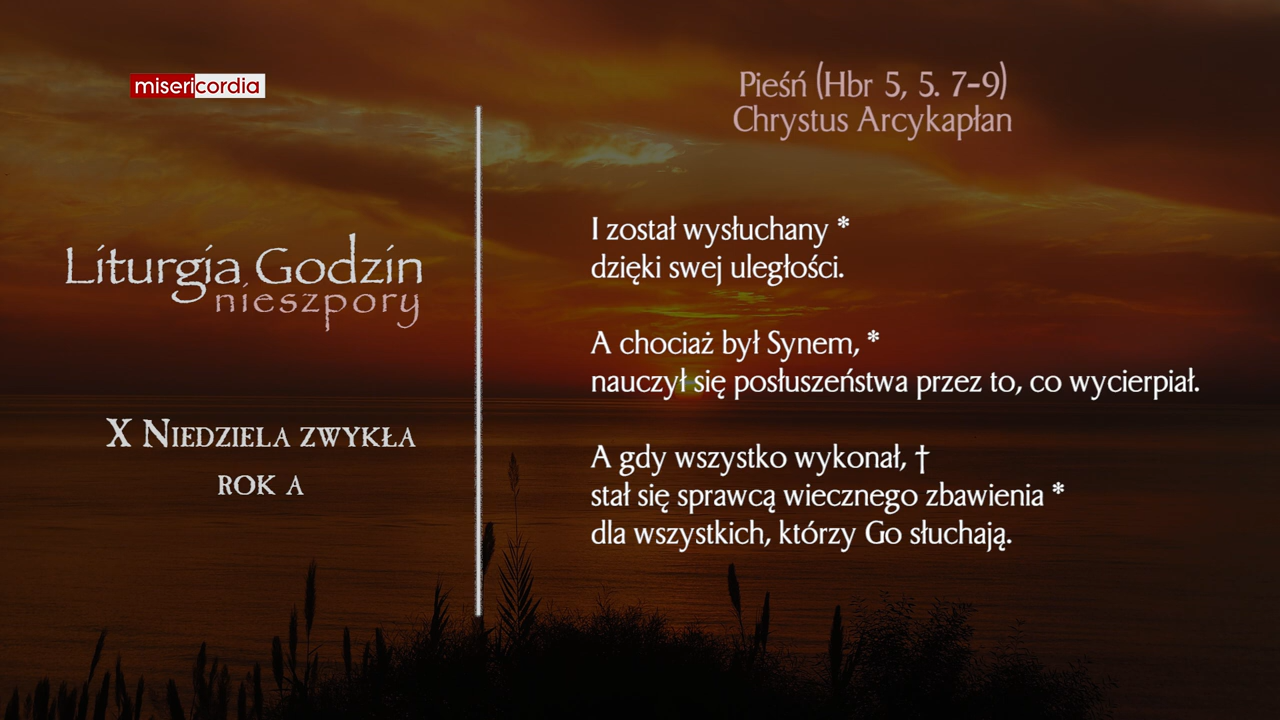 misericordia
Liturgia Godzin
nieszpory
X Niedziela zwykła
rok a
Pieśń (Hbr 5, 5. 7-9)
Chrystus Arcykapłan
I został wysłuchany *
dzięki swej uległości.
A chociaż był Synem, *
nauczył się posłuszeństwa przez to, co wycierpiał.
A gdy wszystko wykonał, †
stał się sprawcą wiecznego zbawienia *
dla wszystkich, którzy Go słuchają.